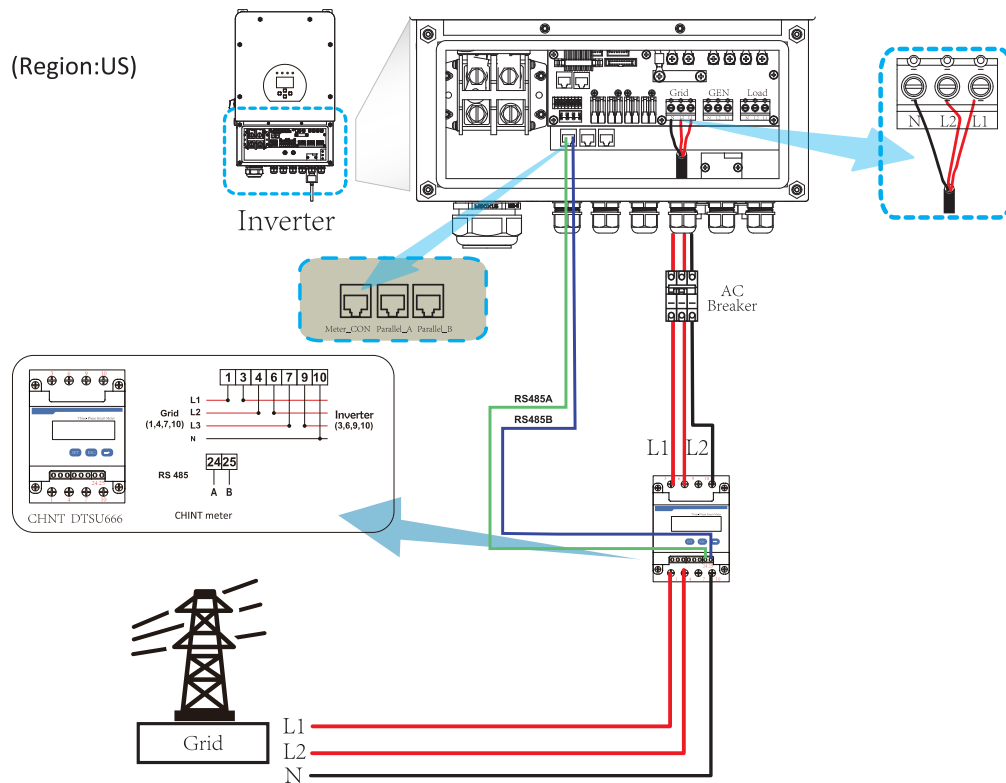 (Region:US)
Inverter
Grid
GEN
Load
N
L2
L1
Meter_CON
Parallel_A
Parallel_B
AC
Breaker
RS485A
RS485B
L1
L2
1
3
4
6
7
9
10
L1
L2
L3
N
Grid
(1,4,7,10)
Inverter
(3,6,9,10)
24
25
RS 485
A
B
CHINT meter
CHNT DTSU666
Grid
L1
L2
N